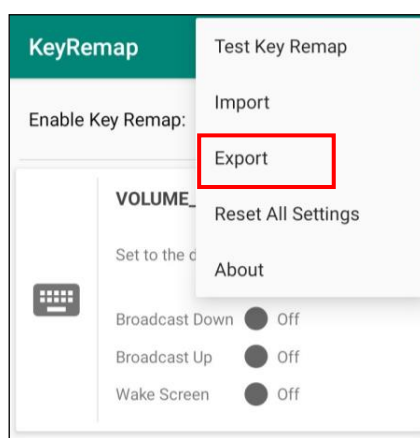 KeyRemap
Test Key Remap
Import
Enable Key Remap:
Export
VOLUME_
Reset All Settings
Set to the d
About
Broadcast Down Off
Broadcast Up Off
Wake Screen Off